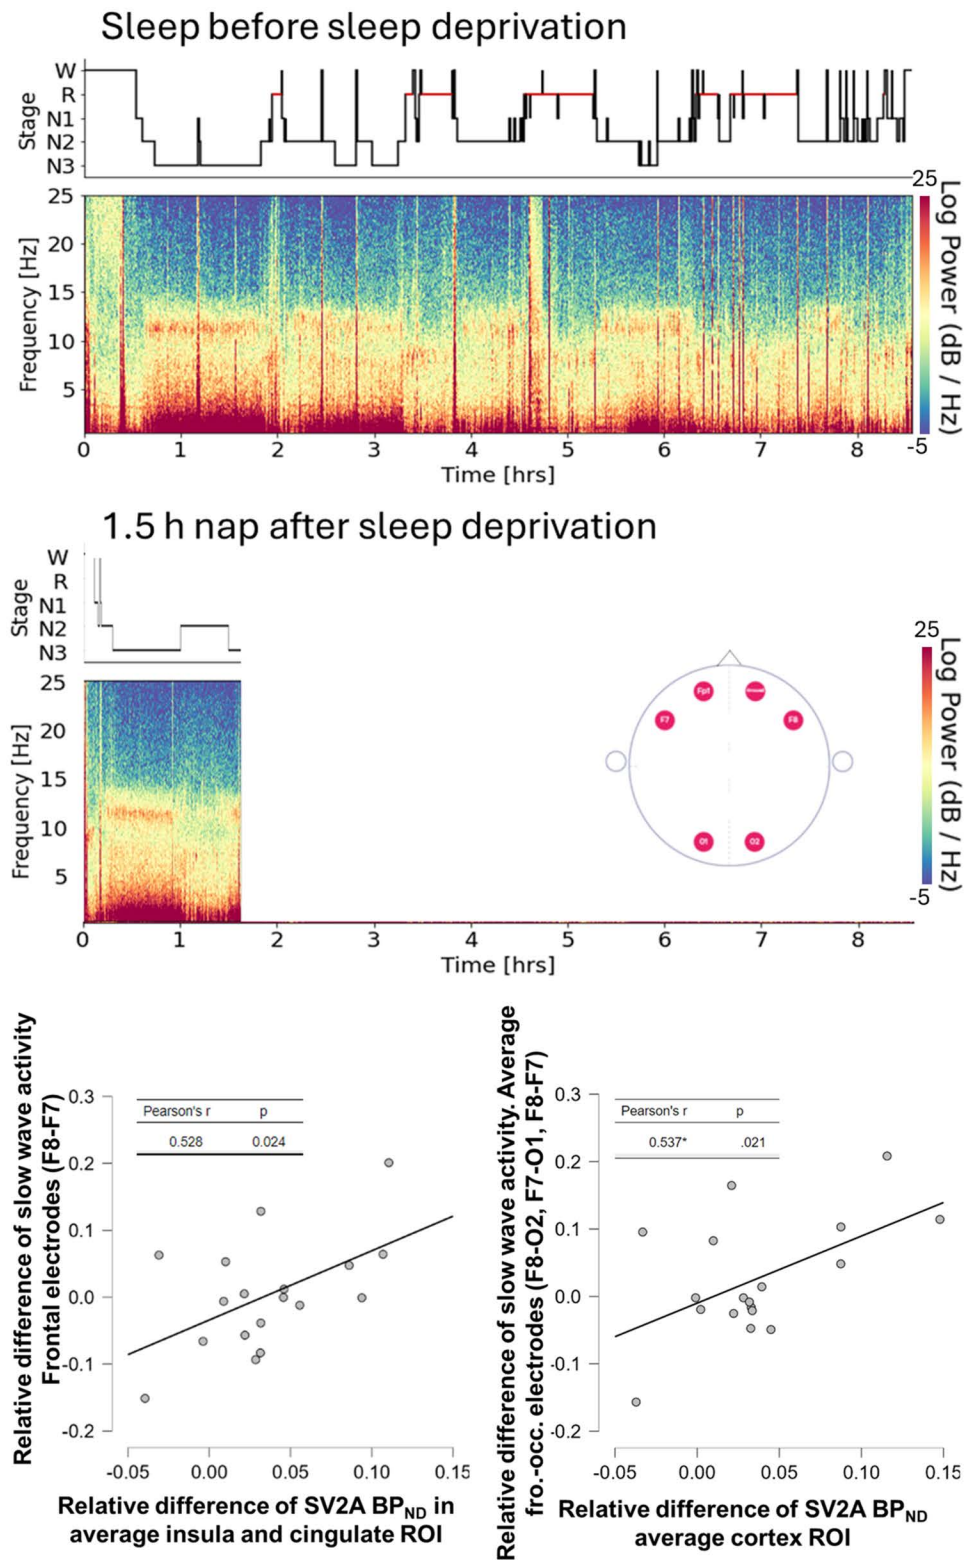 Sleep before sleep deprivation
W
R
N1
N2
N3
Stage
25
20
15
10
5
Frequency [Hz]
0 1 2 3 4 5 6 7 8
Time [hrs]
25
-5
Log Power (dB / Hz)
1.5 h nap after sleep deprivation
W
R
N1
N2
N3
Stage
25
20
15
10
5
Frequency [Hz]
0 1 2 3 4 5 6 7 8
Time [hrs]
Fp1
F7
F8
O1
O2
25
-5
Log Power (dB / Hz)
Relative difference of slow wave activity
Frontal electrodes (F8-F7)
0.3
0.2
0.1
0.0
-0.1
-0.2
Pearson's r p
0.528 0.024
-0.05 0.00 0.05 0.10 0.15
Relative difference of SV2A BPND in
average insula and cingulate ROI
Relative difference of slow wave activity. Average
fro.-occ. electrodes (F8-O2, F7-O1, F8-F7)
0.3
0.2
0.1
0.0
-0.1
-0.2
Pearson's r p
0.537* .021
-0.05 0.00 0.05 0.10 0.15
Relative difference of SV2A BPND
average cortex ROI